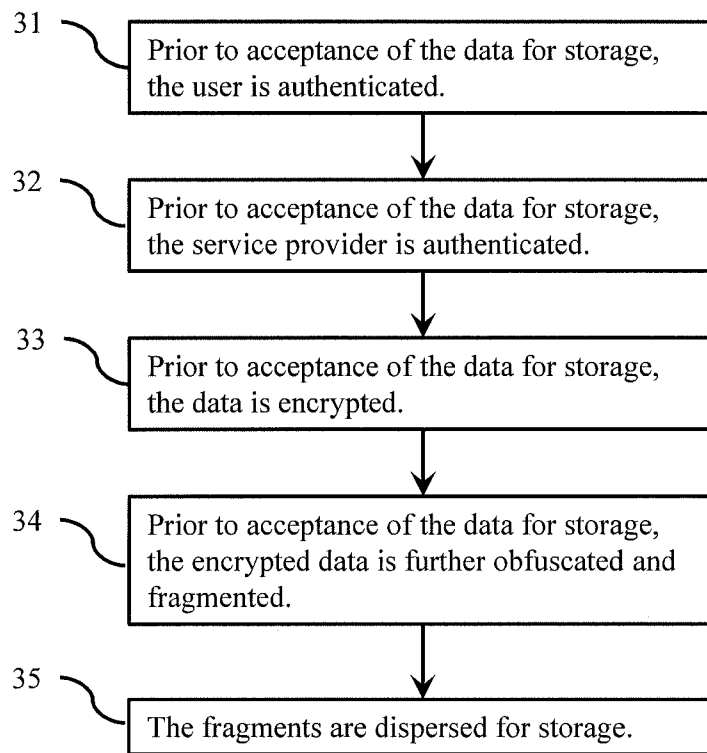 31
Prior to acceptance of the data for storage,
the user is authenticated.
32
Prior to acceptance of the data for storage,
the service provider is authenticated.
33
Prior to acceptance of the data for storage,
the data is encrypted.
34
Prior to acceptance of the data for storage,
the encrypted data is further obfuscated and
fragmented.
35
The fragments are dispersed for storage.